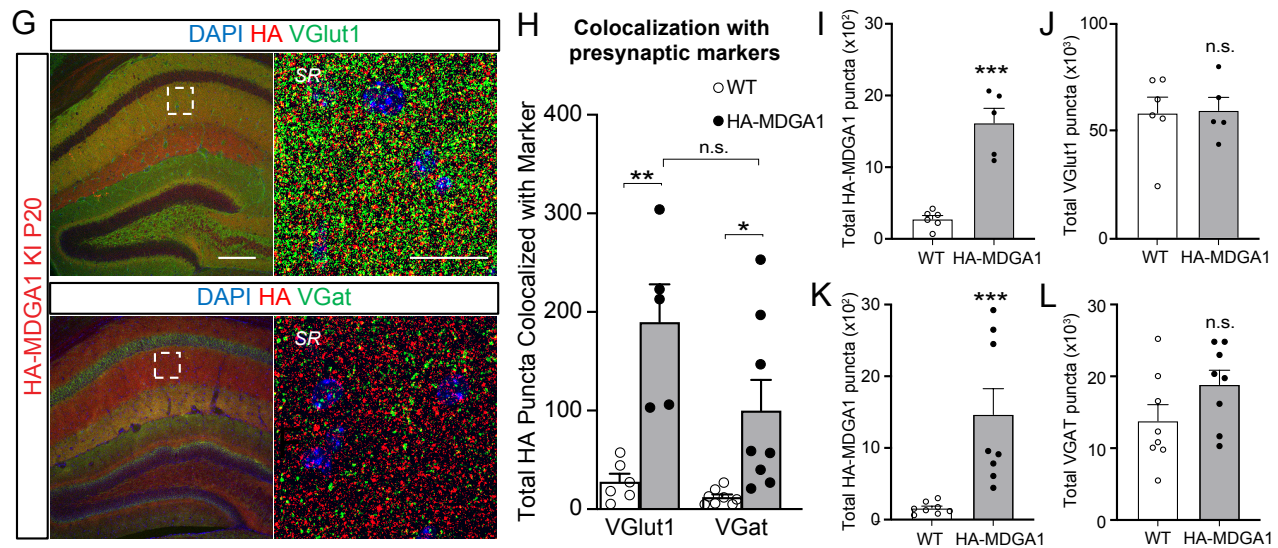 G
DAPI HA VGlut1
HA-MDGA1 KI P20
SR
DAPI HA VGat
SR
H
Colocalization with
presynaptic markers
WT
HA-MDGA1
Total HA Puncta Colocalized with Marker
400
300
200
100
0
n.s.
**
*
VGlut1 VGat
I
Total HA-MDGA1 puncta (x10²)
30
20
10
0
***
WT HA-MDGA1
J
Total VGlut1 puncta (x10³)
100
50
0
n.s.
WT HA-MDGA1
K
Total HA-MDGA1 puncta (x10²)
30
20
10
0
***
WT HA-MDGA1
L
Total VGAT puncta (x10³)
30
20
10
0
n.s.
WT HA-MDGA1